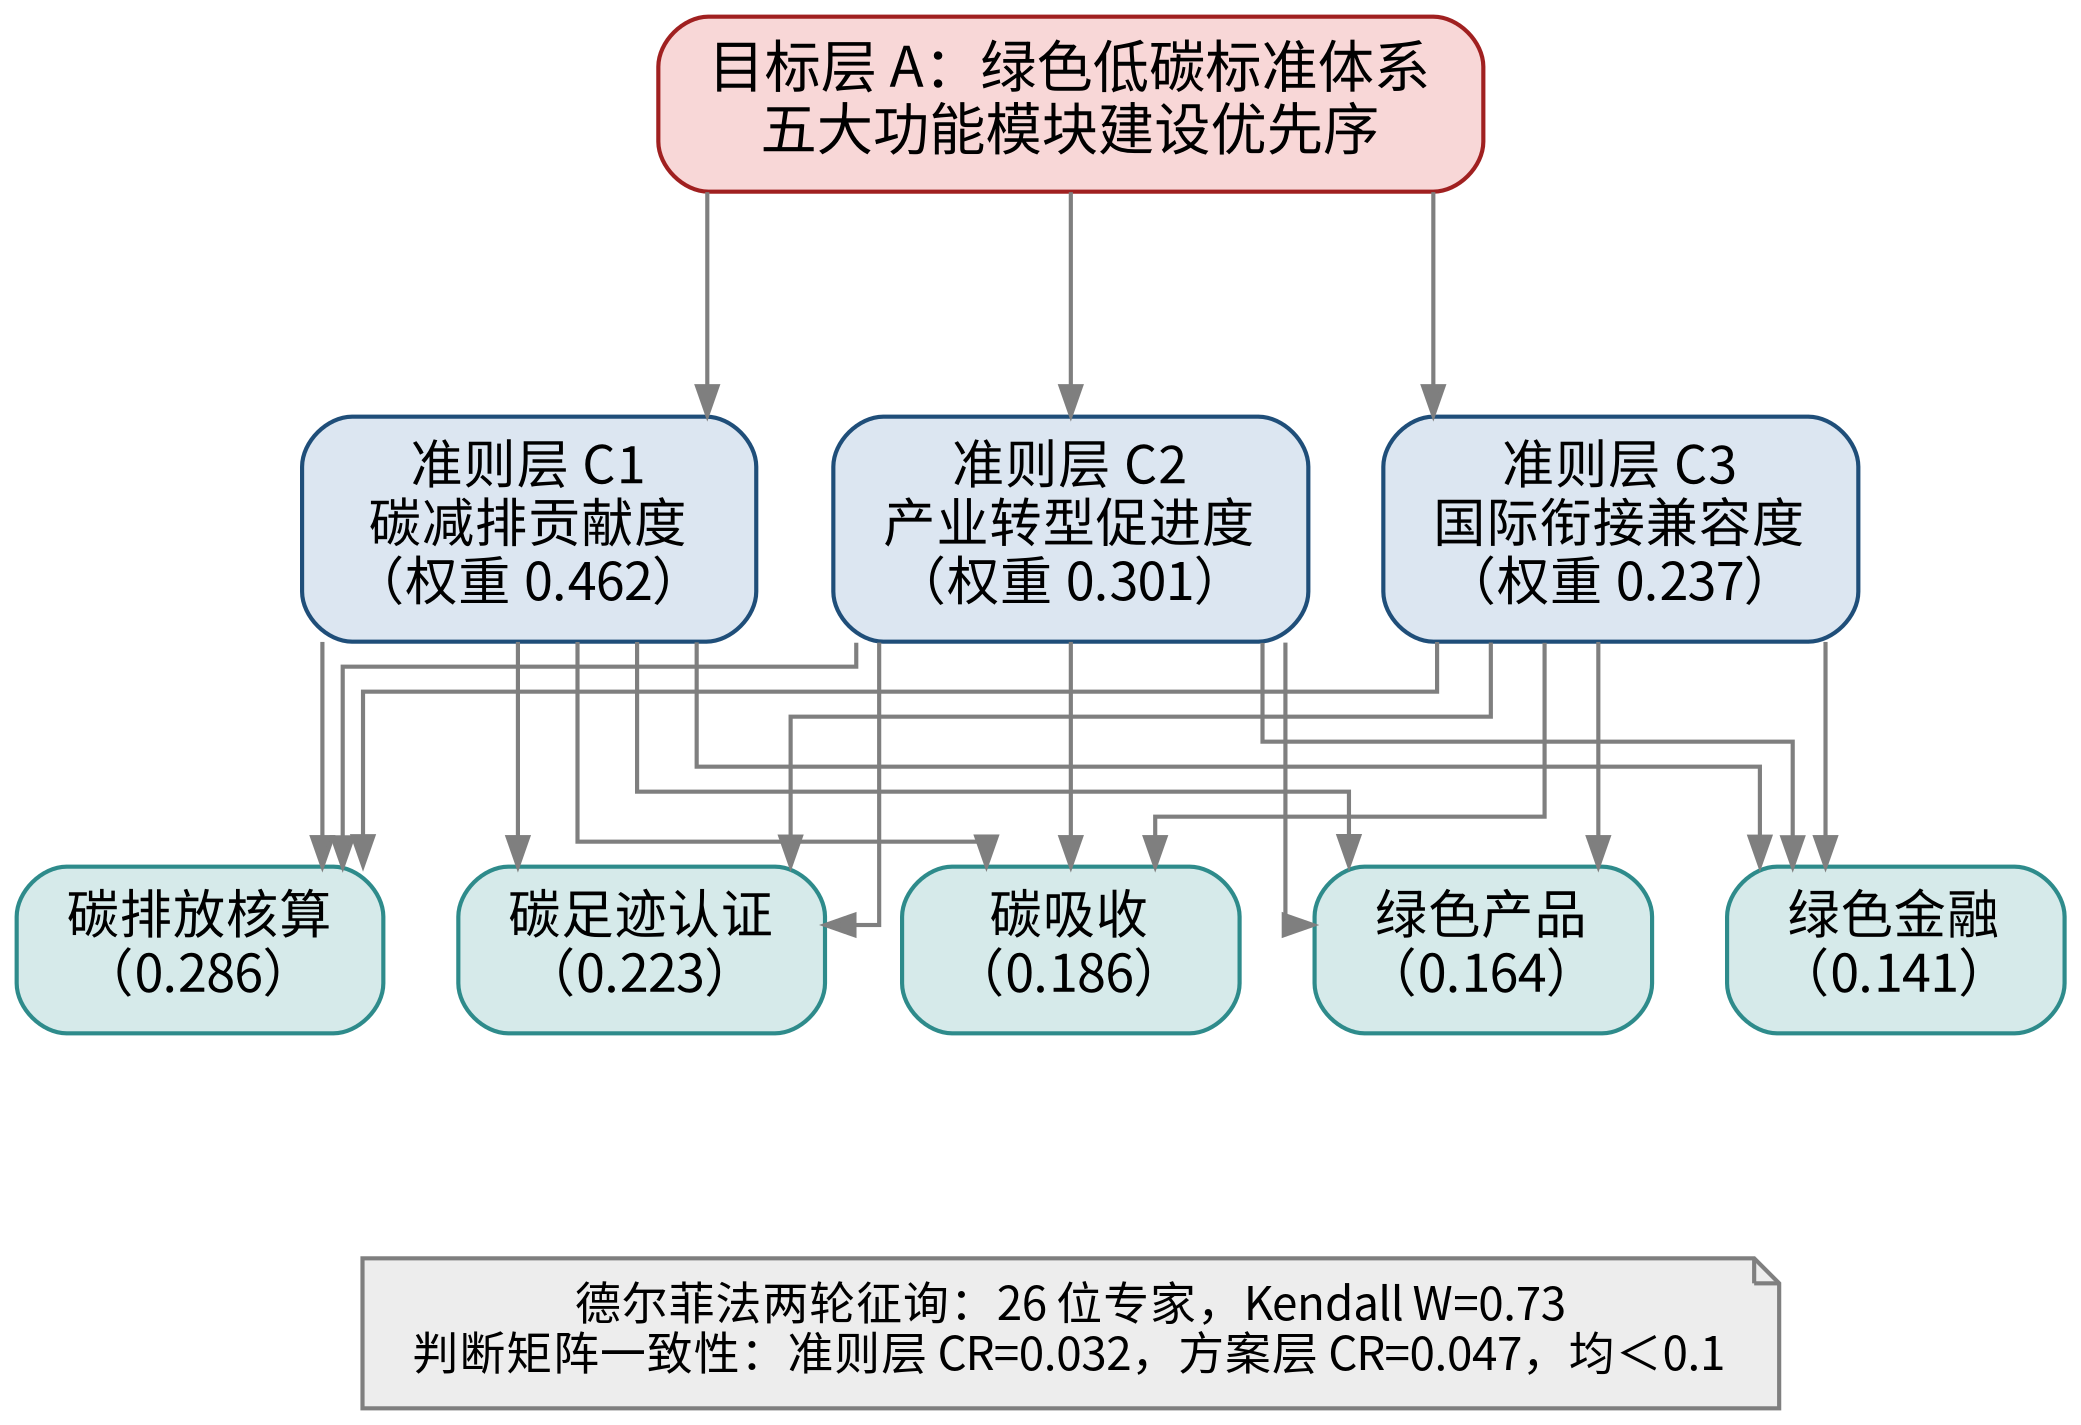 目标层 A：绿色低碳标准体系
五大功能模块建设优先序
准则层 C1
碳减排贡献度
（权重 0.462）
准则层 C2
产业转型促进度
（权重 0.301）
准则层 C3
国际衔接兼容度
（权重 0.237）
碳排放核算
（0.286）
碳足迹认证
（0.223）
碳吸收
（0.186）
绿色产品
（0.164）
绿色金融
（0.141）
德尔菲法两轮征询：26 位专家，Kendall W=0.73
判断矩阵一致性：准则层 CR=0.032，方案层 CR=0.047，均＜0.1